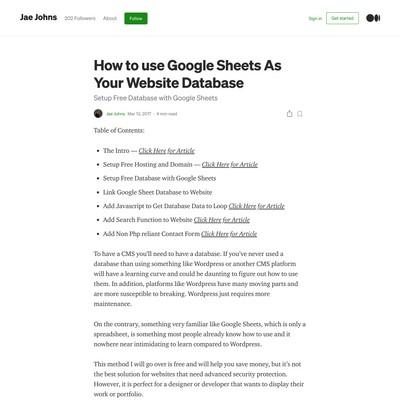 Jae Johns 202 Followers About Follow Sign in Get started
How to use Google Sheets As
Your Website Database
Setup Free Database with Google Sheets
Jae Johns Mar 13, 2017 · 4 min read
Table of Contents:
• The Intro — Click Here for Article
• Setup Free Hosting and Domain — Click Here for Article
• Setup Free Database with Google Sheets
• Link Google Sheet Database to Website
• Add Javascript to Get Database Data to Loop Click Here for Article
• Add Search Function to Website Click Here for Article
• Add Non Php reliant Contact Form Click Here for Article
To have a CMS you'll need to have a database. If you've never used a
database than using something like Wordpress or another CMS platform
will have a learning curve and could be daunting to figure out how to use
them. In addition, platforms like Wordpress have many moving parts and
are more susceptible to breaking. Wordpress just requires more
maintenance.
On the contrary, something very familiar like Google Sheets, which is only a
spreadsheet, is something most people already know how to use and it
nowhere near intimidating to learn compared to Wordpress.
This method I will go over is free and will help you save money, but it's not
the best solution for websites that need advanced security protection.
However, it is perfect for a designer or developer that wants to display their
work or portfolio.